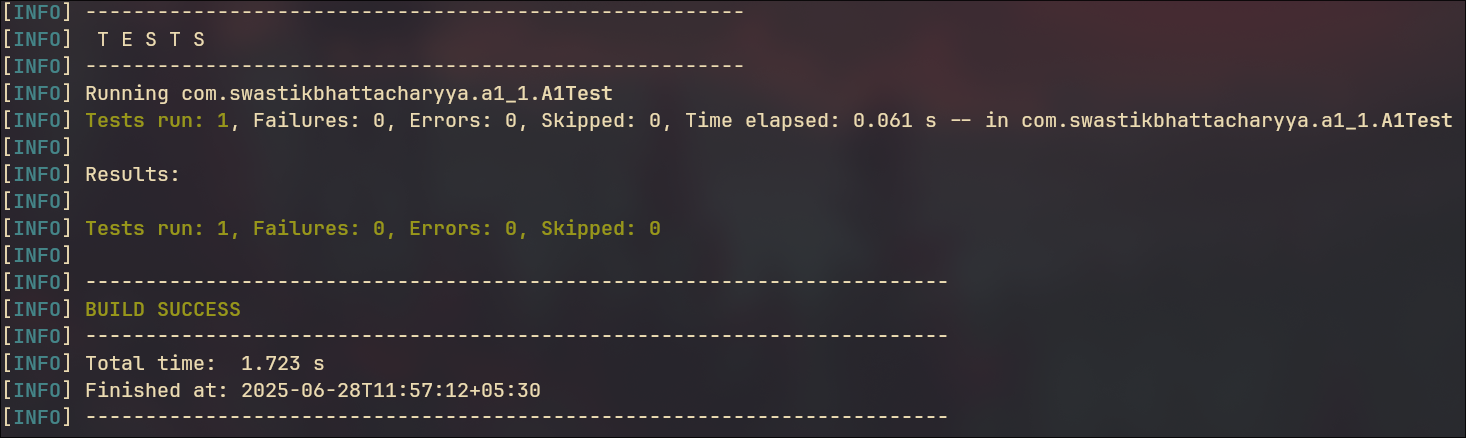 [INFO] -------------------------------------------------------
[INFO]  T E S T S
[INFO] -------------------------------------------------------
[INFO] Running com.swastikbhattacharyya.a1_1.A1Test
[INFO] Tests run: 1, Failures: 0, Errors: 0, Skipped: 0, Time elapsed: 0.061 s -- in com.swastikbhattacharyya.a1_1.A1Test
[INFO]
[INFO] Results:
[INFO]
[INFO] Tests run: 1, Failures: 0, Errors: 0, Skipped: 0
[INFO]
[INFO] ------------------------------------------------------------------------
[INFO] BUILD SUCCESS
[INFO] ------------------------------------------------------------------------
[INFO] Total time:  1.723 s
[INFO] Finished at: 2025-06-28T11:57:12+05:30
[INFO] ------------------------------------------------------------------------